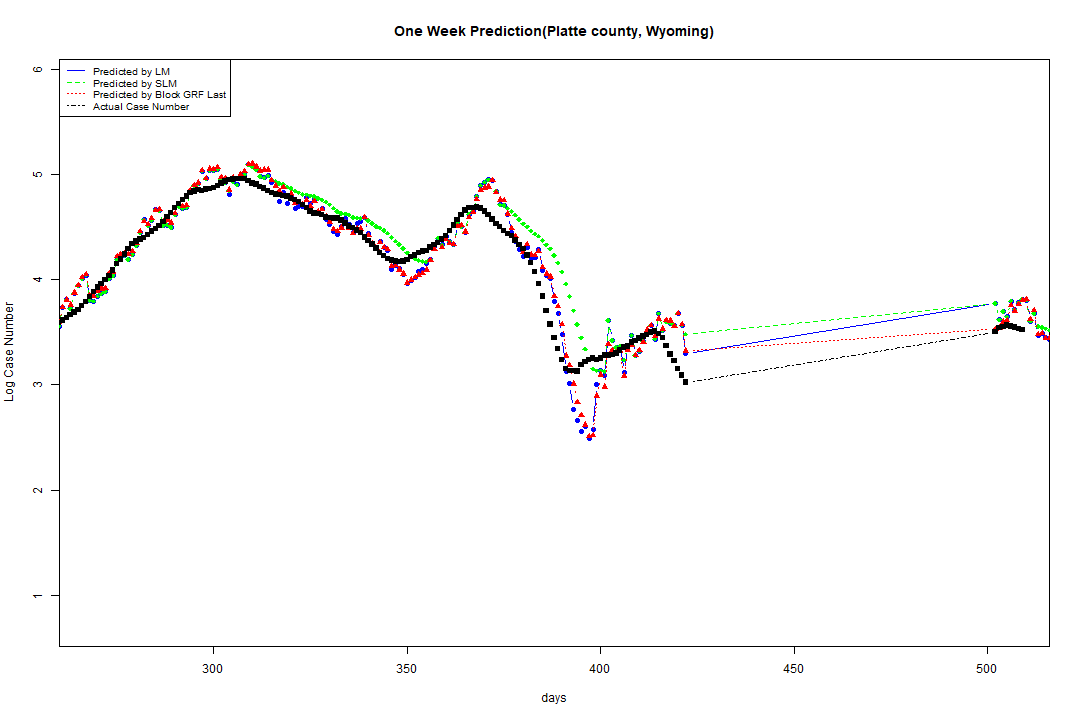 One Week Prediction(Platte county, Wyoming)
Predicted by LM
Predicted by SLM
Predicted by Block GRF Last
Actual Case Number
6
5
4
3
2
1
Log Case Number
300
350
400
450
500
days